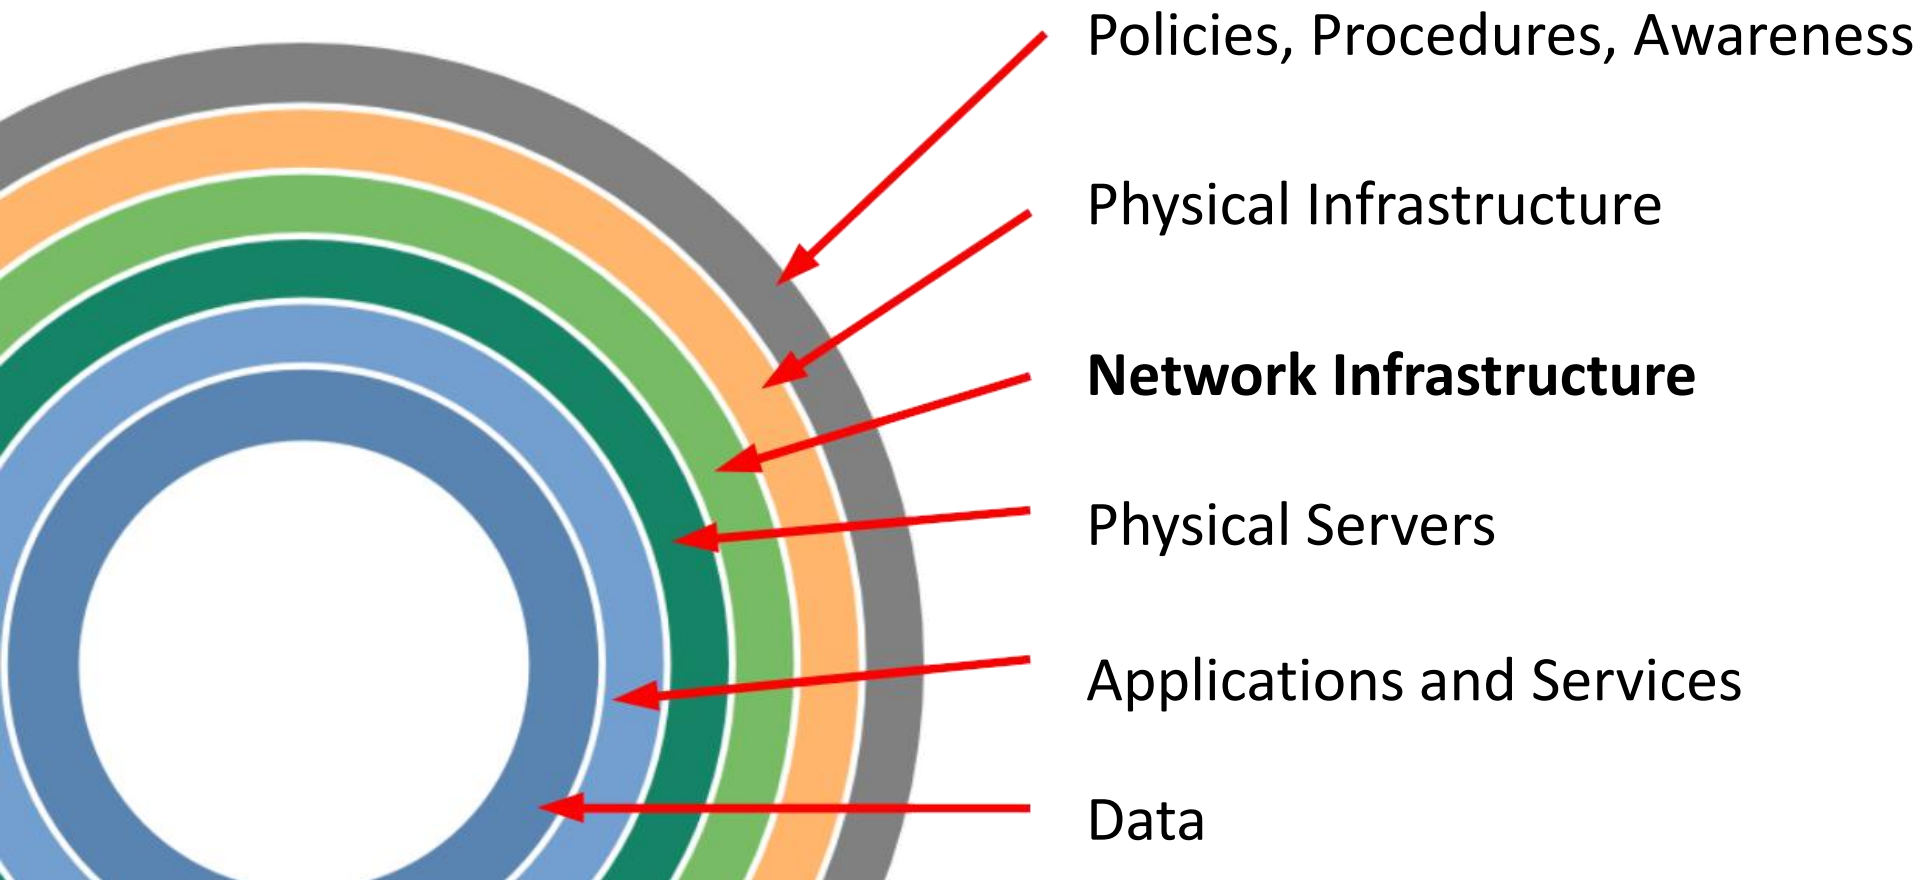 Policies, Procedures, Awareness
Physical Infrastructure
Network Infrastructure
Physical Servers
Applications and Services
Data